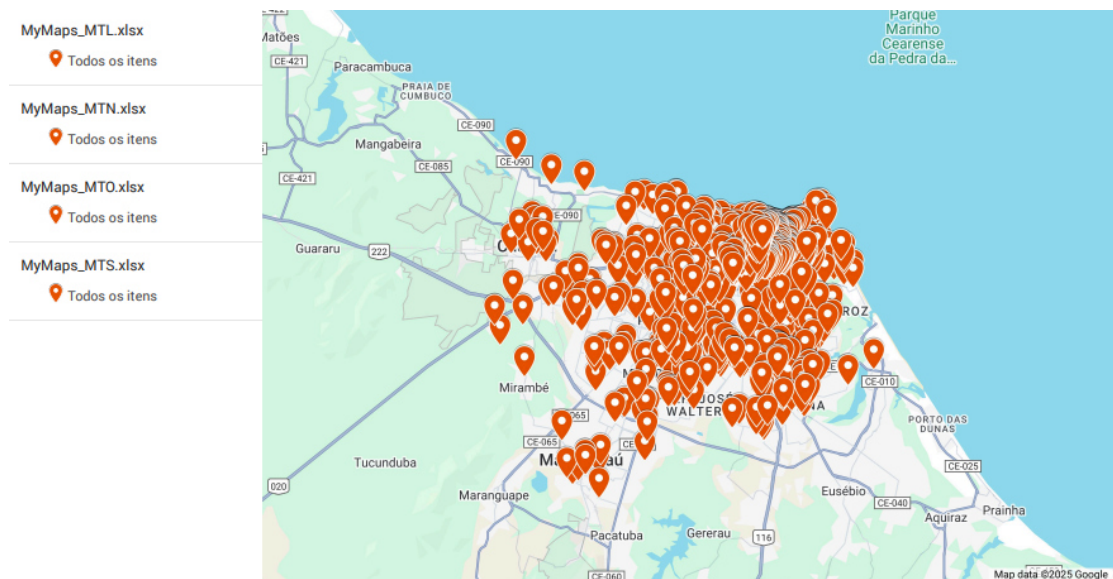 MyMaps_MTL.xlsx
Todos os itens
MyMaps_MTN.xlsx
Todos os itens
MyMaps_MTO.xlsx
Todos os itens
MyMaps_MTS.xlsx
Todos os itens
Parque
Marinho
Cearense
da Pedra da...
Matões
CE-421
Paracambuca
PRAIA DE
CUMBUCO
CE-090
Mangabeira
CE-090
CE-085
CE-421
CE-090
Guararu
222
ROZ
Mirambé
CE-010
JOSÉ
WALTER
NA
PORTO DAS
DUNAS
CE-065
CE-065
Tucunduba
CE-025
020
Maranguape
Eusébio
CE-040
Prainha
Aquiraz
Gererau
116
Pacatuba
CE-060
Map data ©2025 Google